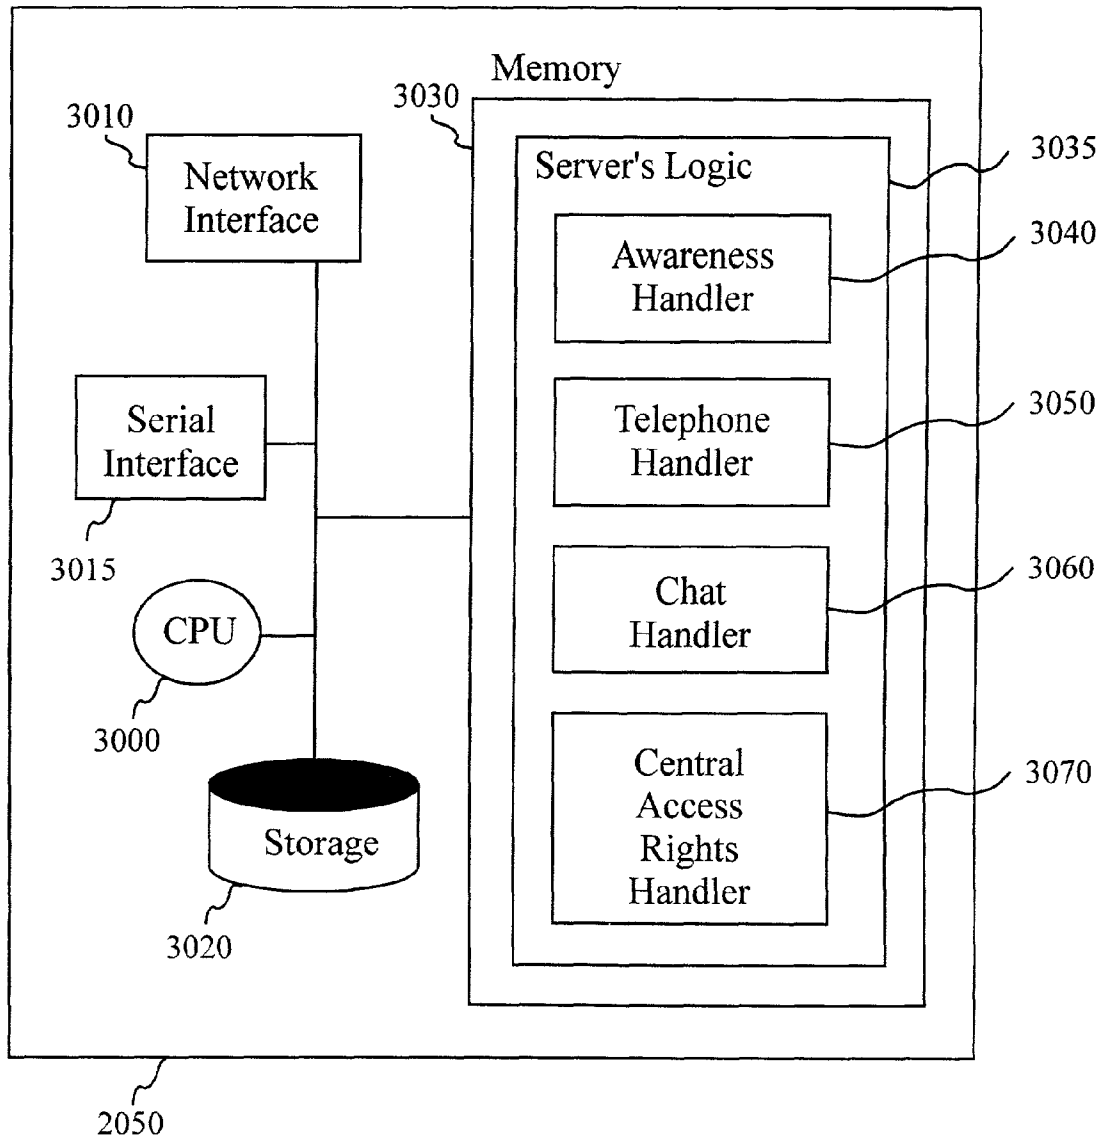 Memory
3030
3010
Network
Interface
Server's Logic
3035
Awareness
Handler
3040
Serial
Interface
3015
Telephone
Handler
3050
CPU
3000
Chat
Handler
3060
Storage
3020
Central
Access
Rights
Handler
3070
2050